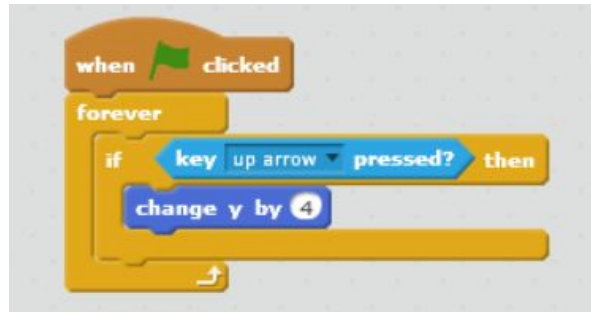 when clicked
forever
if key up arrow pressed? then
change y by 4